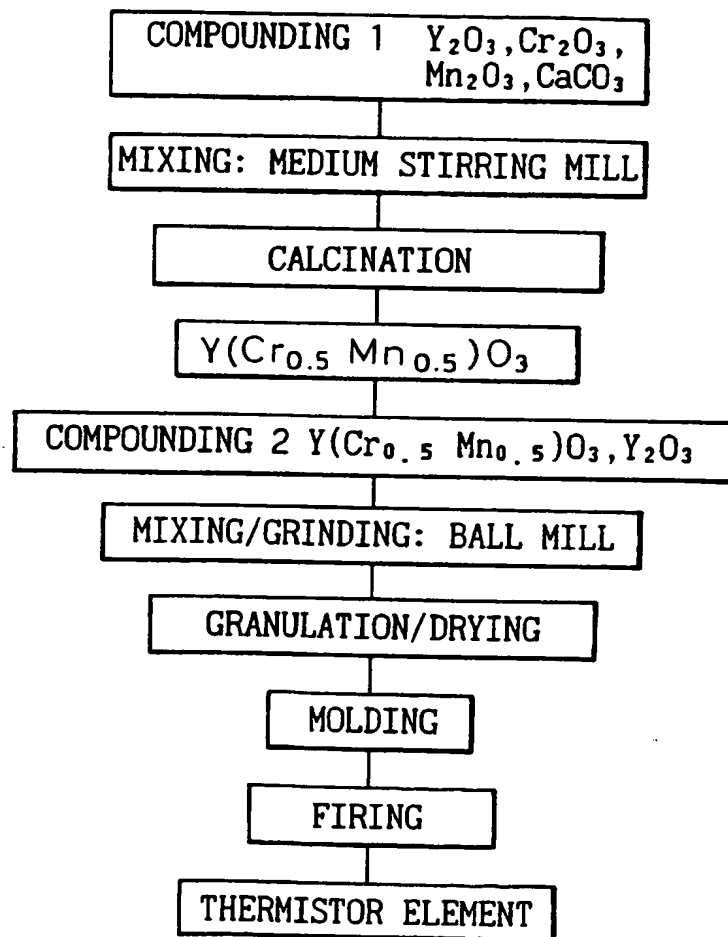 COMPOUNDING 1 Y₂O₃,Cr₂O₃,
Mn₂O₃,CaCO₃
MIXING: MEDIUM STIRRING MILL
CALCINATION
Y(Cr₀.₅ Mn₀.₅)O₃
COMPOUNDING 2 Y(Cr₀.₅ Mn₀.₅)O₃,Y₂O₃
MIXING/GRINDING: BALL MILL
GRANULATION/DRYING
MOLDING
FIRING
THERMISTOR ELEMENT